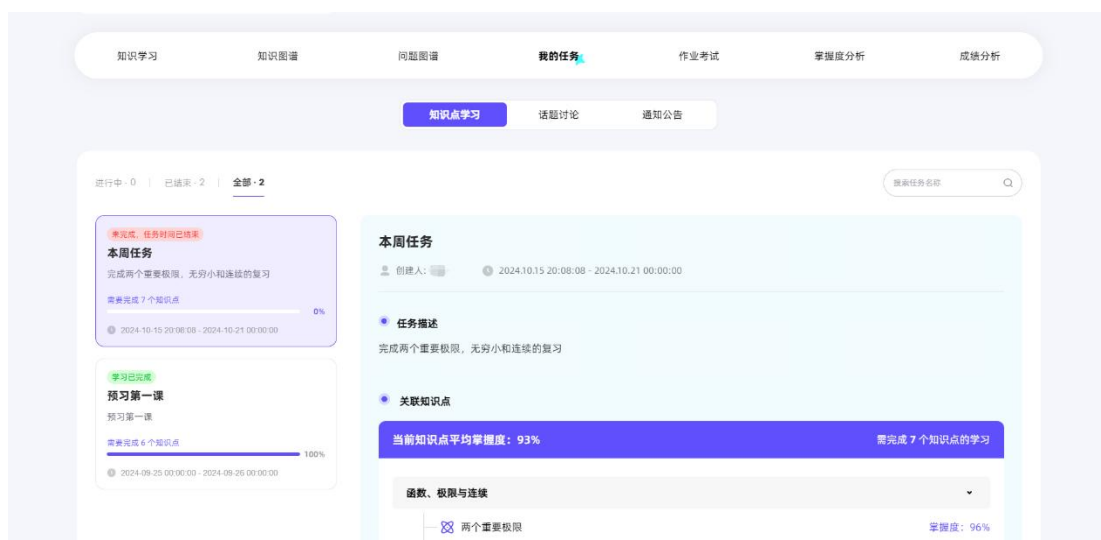 知识学习 知识图谱 问题图谱 我的任务 作业考试 掌握度分析 成绩分析
知识点学习 话题讨论 通知公告
进行中 · 0 已结束 · 2 全部 · 2 搜索任务名称
未完成，任务时间已结束
本周任务
完成两个重要极限，无穷小和连续的复习
需要完成 7 个知识点
0%
2024-10-15 20:08:08 - 2024-10-21 00:00:00
学习已完成
预习第一课
预习第一课
需要完成 6 个知识点
100%
2024-09-25 00:00:00 - 2024-09-26 00:00:00
本周任务
创建人: 2024.10.15 20:08:08 - 2024.10.21 00:00:00
任务描述
完成两个重要极限，无穷小和连续的复习
关联知识点
当前知识点平均掌握度：93% 需完成 7 个知识点的学习
函数、极限与连续
两个重要极限 掌握度：96%